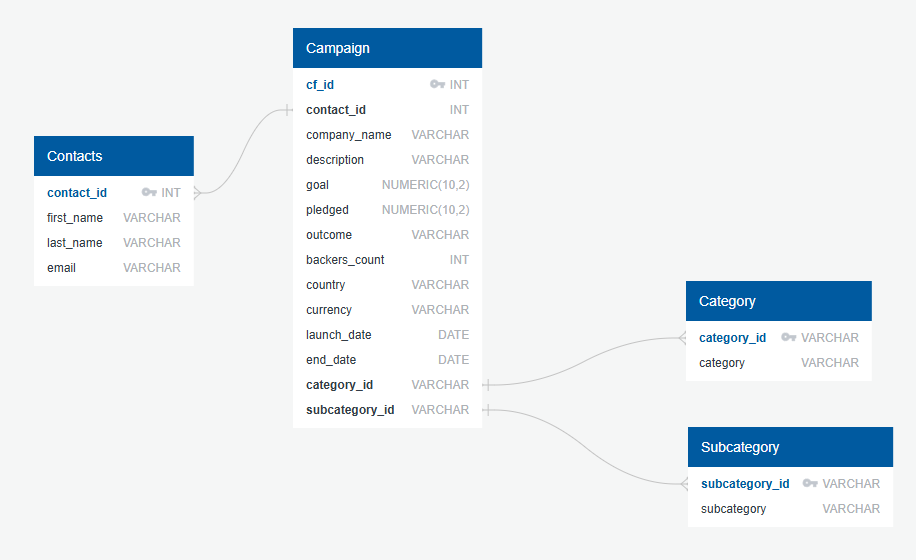 Contacts
contact_id INT
first_name VARCHAR
last_name VARCHAR
email VARCHAR
Campaign
cf_id INT
contact_id INT
company_name VARCHAR
description VARCHAR
goal NUMERIC(10,2)
pledged NUMERIC(10,2)
outcome VARCHAR
backers_count INT
country VARCHAR
currency VARCHAR
launch_date DATE
end_date DATE
category_id VARCHAR
subcategory_id VARCHAR
Category
category_id VARCHAR
category VARCHAR
Subcategory
subcategory_id VARCHAR
subcategory VARCHAR